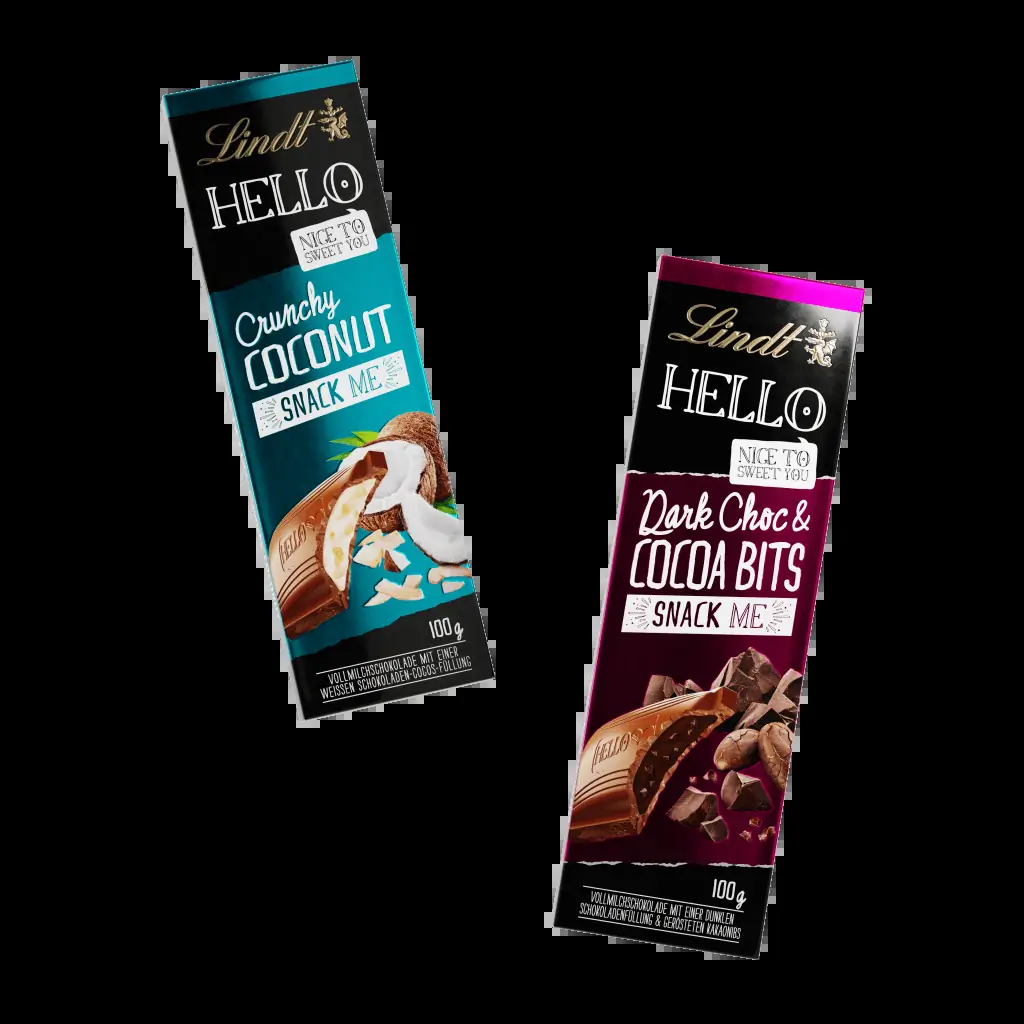 Lindt
HELLO
NICE TO
SWEET YOU
Crunchy
COCONUT
SNACK ME
HELLO
100g
VOLLMILCHSCHOKOLADE MIT EINER
WEISSEN SCHOKOLADEN-COCOS-FÜLLUNG
Lindt
HELLO
NICE TO
SWEET YOU
Dark Choc &
COCOA BITS
SNACK ME
HELLO
100g
VOLLMILCHSCHOKOLADE MIT EINER DUNKLEN
SCHOKOLADENFÜLLUNG & GERÖSTETEN KAKAONIBS